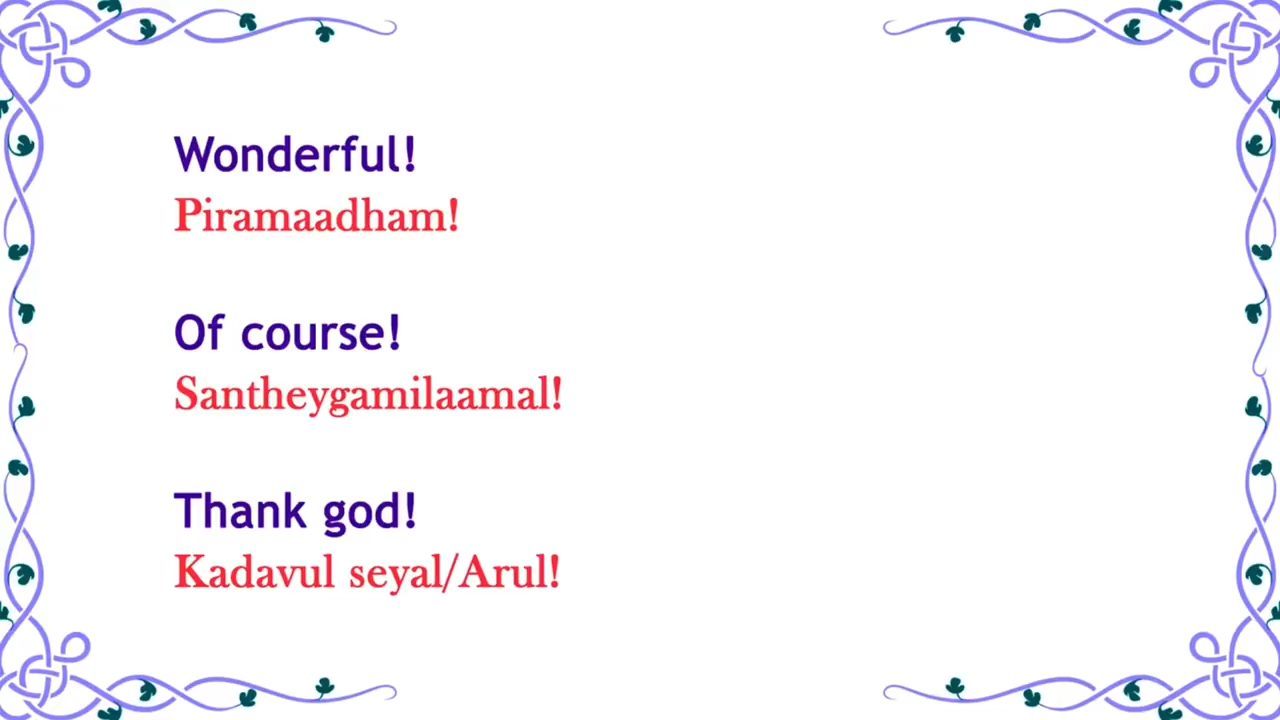 Wonderful!
Piramaadham!
Of course!
Santheygamilaamal!
Thank god!
Kadavul seyal/Arul!